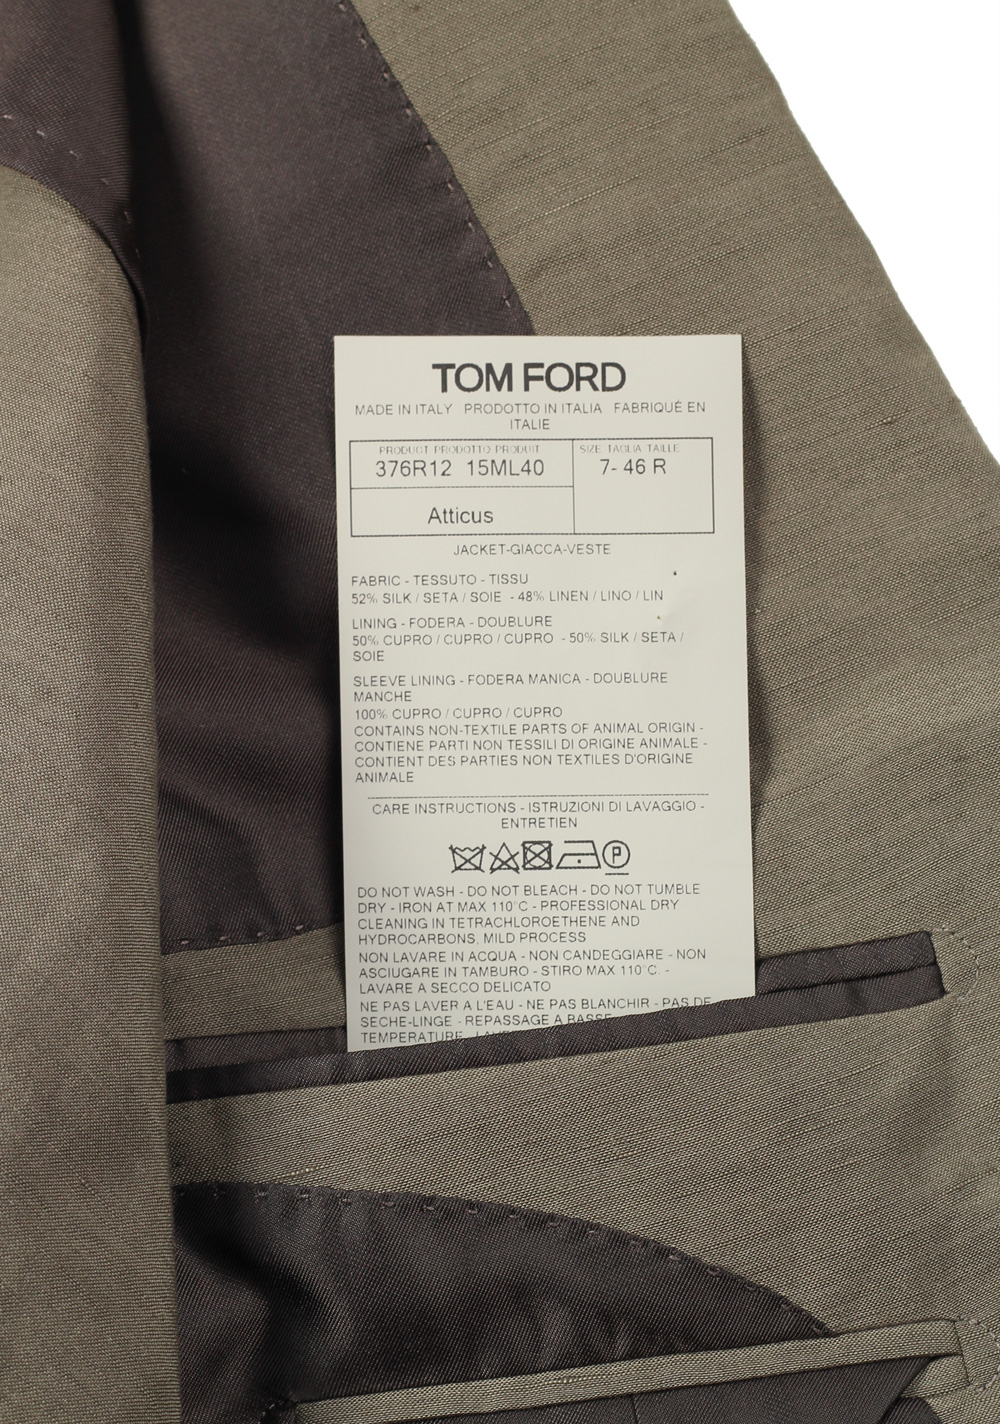 TOM FORD
MADE IN ITALY PRODOTTO IN ITALIA FABRIQUÉ EN
ITALIE
PRODUCT PRODOTTO PRODUIT
376R12 15ML40
SIZE TAGLIA TAILLE
7- 46 R
Atticus
JACKET-GIACCA-VESTE
FABRIC - TESSUTO - TISSU
52% SILK / SETA / SOIE - 48% LINEN / LINO / LIN
LINING - FODERA - DOUBLURE
50% CUPRO / CUPRO / CUPRO - 50% SILK / SETA /
SOIE
SLEEVE LINING - FODERA MANICA - DOUBLURE
MANCHE
100% CUPRO / CUPRO / CUPRO
CONTAINS NON-TEXTILE PARTS OF ANIMAL ORIGIN -
CONTIENE PARTI NON TESSILI DI ORIGINE ANIMALE -
CONTIENT DES PARTIES NON TEXTILES D'ORIGINE
ANIMALE
CARE INSTRUCTIONS - ISTRUZIONI DI LAVAGGIO -
ENTRETIEN
P
DO NOT WASH - DO NOT BLEACH - DO NOT TUMBLE
DRY - IRON AT MAX 110°C - PROFESSIONAL DRY
CLEANING IN TETRACHLOROETHENE AND
HYDROCARBONS, MILD PROCESS
NON LAVARE IN ACQUA - NON CANDEGGIARE - NON
ASCIUGARE IN TAMBURO - STIRO MAX 110°C. -
LAVARE A SECCO DELICATO
NE PAS LAVER A L'EAU - NE PAS BLANCHIR - PAS DE
SECHE-LINGE - REPASSAGE A BASSE
TEMPERATURE -